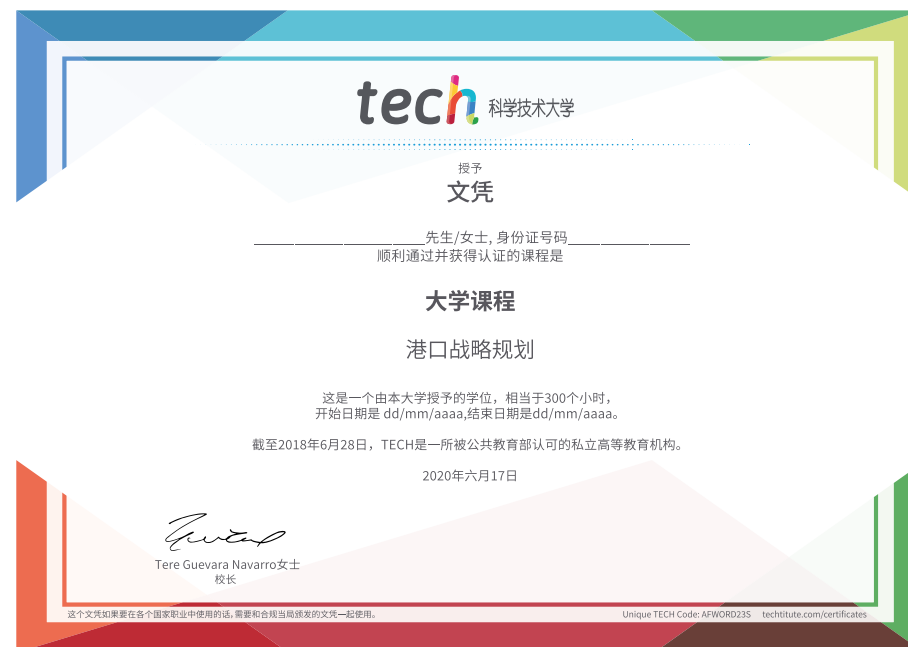 tech 科学技术大学
授予
文凭
先生/女士, 身份证号码
顺利通过并获得认证的课程是
大学课程
港口战略规划
这是一个由本大学授予的学位，相当于300个小时，
开始日期是 dd/mm/aaaa,结束日期是dd/mm/aaaa。
截至2018年6月28日，TECH是一所被公共教育部认可的私立高等教育机构。
2020年六月17日
Tere Guevara Navarro女士
校长
这个文凭如果要在各个国家职业中使用的话,需要和合规当局颁发的文凭一起使用。
Unique TECH Code: AFWORD23S techtitute.com/certificates